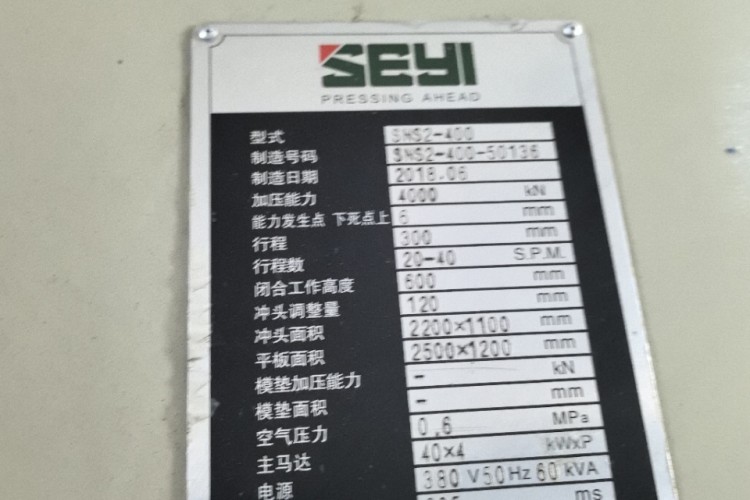 SEYI
PRESSING AHEAD
型式 SNS2-400
制造号码 SNS2-400-50136
制造日期 2018.06
加压能力 4000 kN
能力发生点 下死点上 6 mm
行程 300 mm
行程数 20-40 S.P.M.
闭合工作高度 600 mm
冲头调整量 120 mm
冲头面积 2200×1100 mm
平板面积 2500×1200 mm
模垫加压能力 - kN
模垫面积 - mm
空气压力 0.6 MPa
主马达 40×4 kW×P
电源 380 V 50 Hz 60 kVA
ms